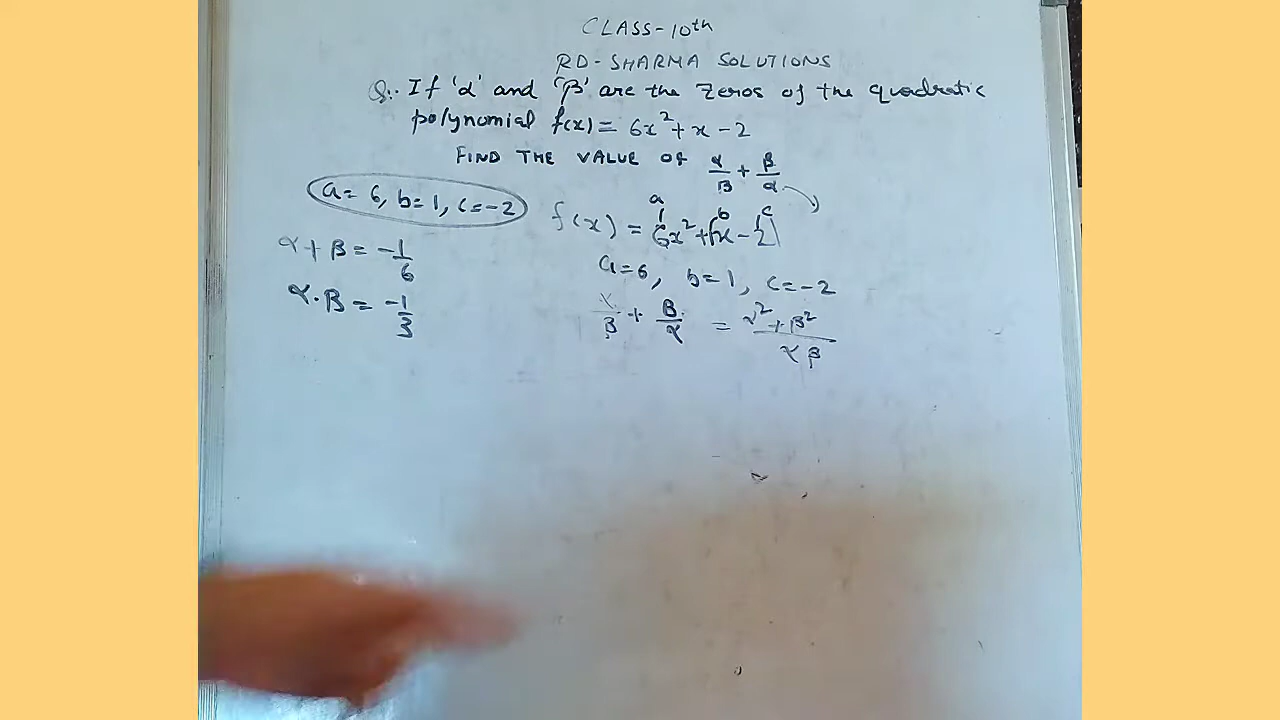 CLASS-10th
RD-SHARMA SOLUTIONS
Q:- If 'α' and 'β' are the zeros of the quadratic
polynomial f(x) = 6x² + x - 2
FIND THE VALUE OF α/β + β/α
a = 6, b = 1, c = -2
α + β = -1/6
α · β = -1/3
a b c
f(x) = 6x² + 1x - 2
a = 6, b = 1, c = -2
α/β + β/α = α² + β² / αβ